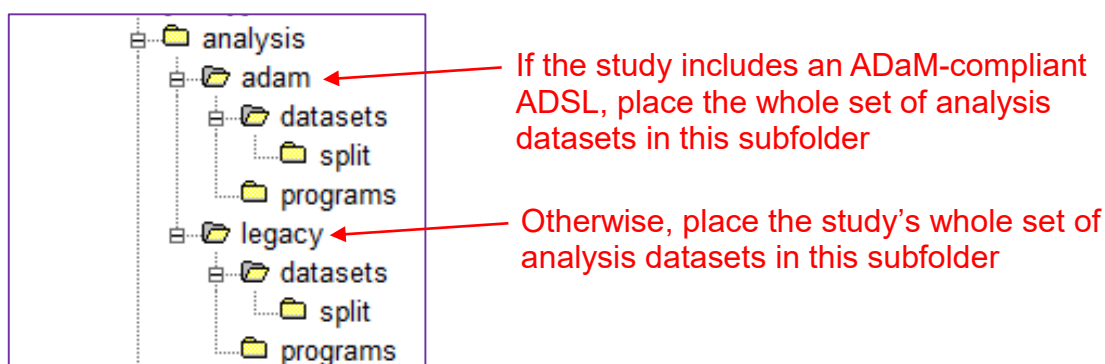 analysis
adam
datasets
split
programs
legacy
datasets
split
programs
If the study includes an ADaM-compliant
ADSL, place the whole set of analysis
datasets in this subfolder
Otherwise, place the study’s whole set of
analysis datasets in this subfolder